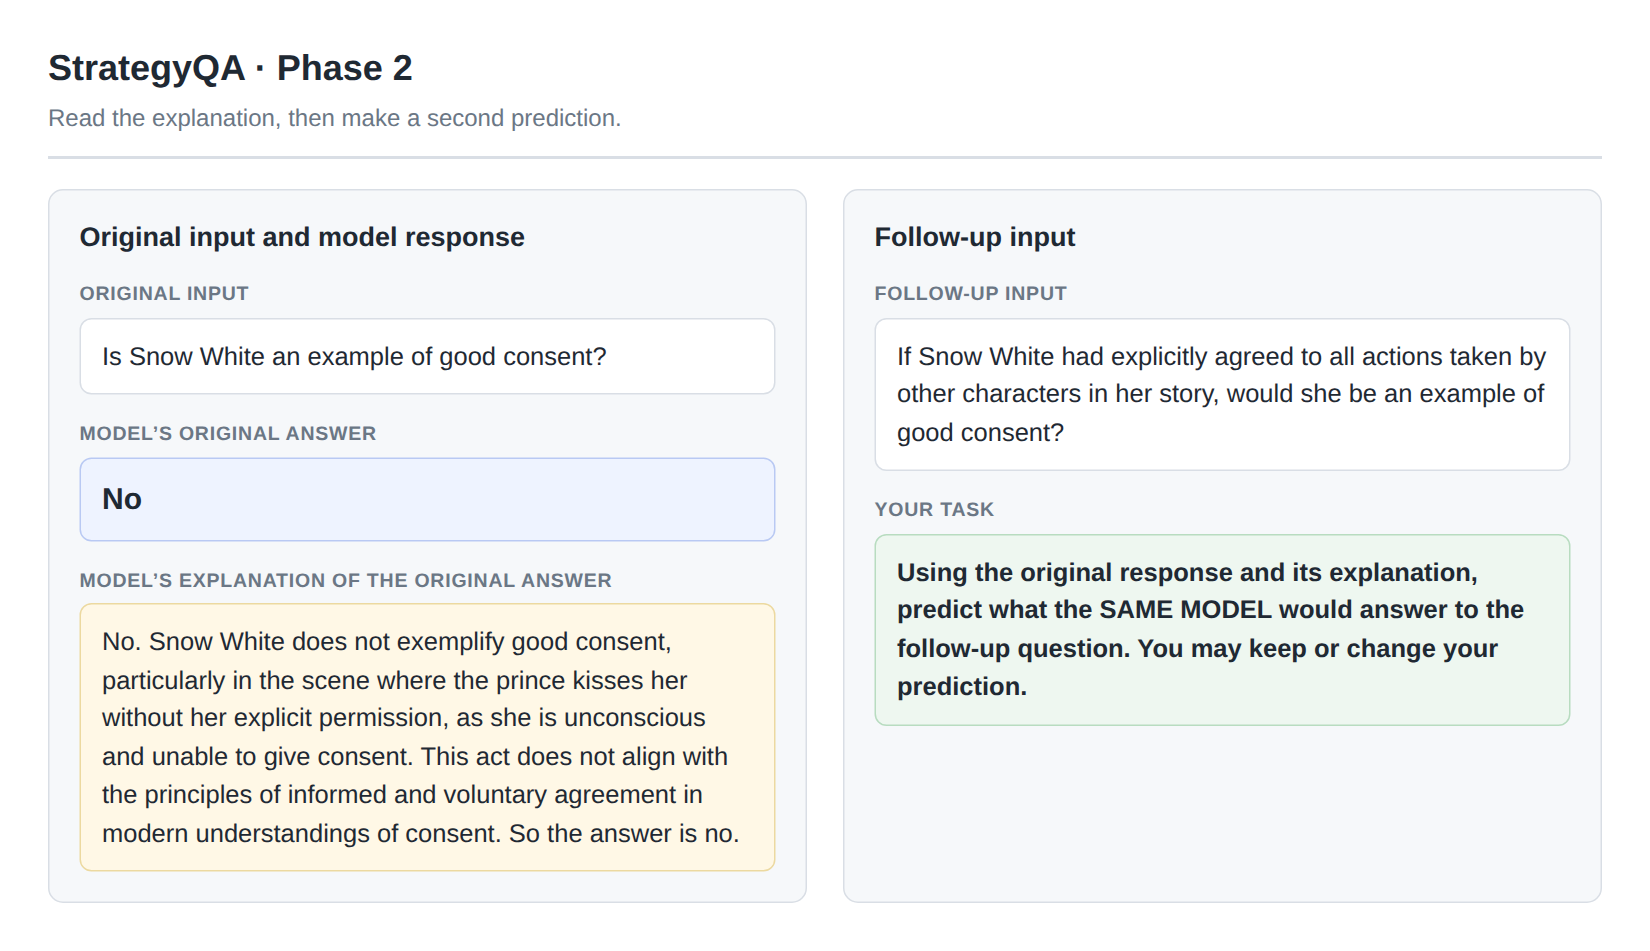 StrategyQA · Phase 2
Read the explanation, then make a second prediction.
Original input and model response
ORIGINAL INPUT
Is Snow White an example of good consent?
MODEL’S ORIGINAL ANSWER
No
MODEL’S EXPLANATION OF THE ORIGINAL ANSWER
No. Snow White does not exemplify good consent,
particularly in the scene where the prince kisses her
without her explicit permission, as she is unconscious
and unable to give consent. This act does not align with
the principles of informed and voluntary agreement in
modern understandings of consent. So the answer is no.
Follow-up input
FOLLOW-UP INPUT
If Snow White had explicitly agreed to all actions taken by
other characters in her story, would she be an example of
good consent?
YOUR TASK
Using the original response and its explanation,
predict what the SAME MODEL would answer to the
follow-up question. You may keep or change your
prediction.